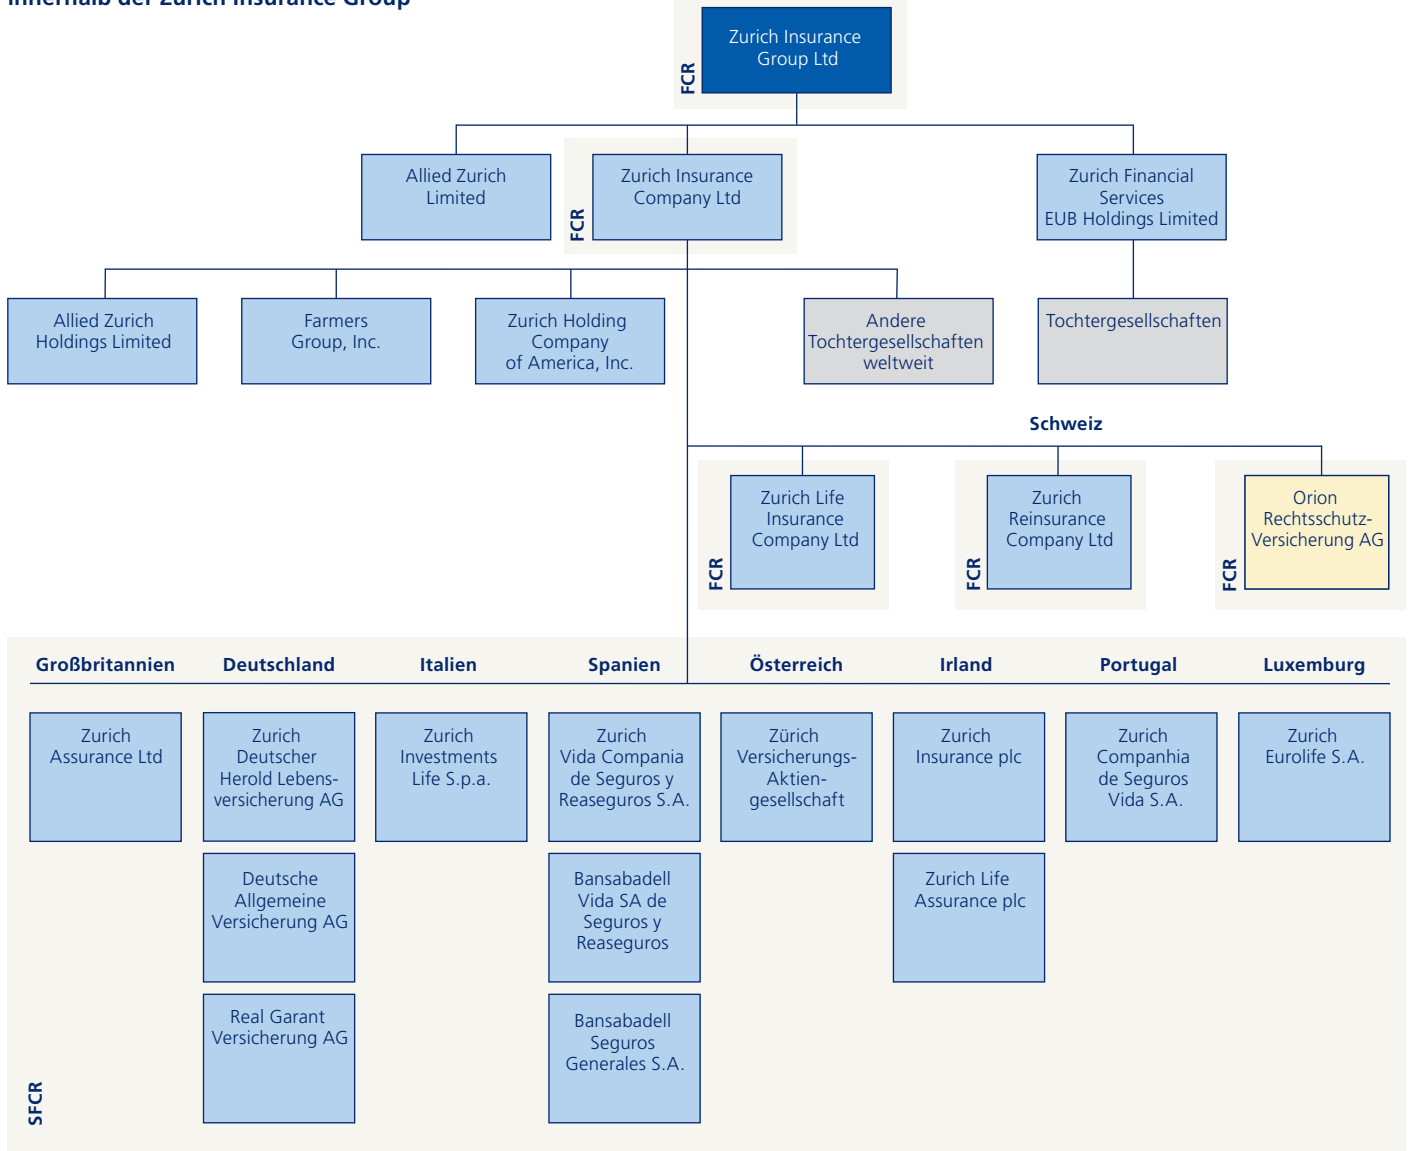 innerhalb der Zurich Insurance Group
Zurich Insurance
Group Ltd
FCR
Allied Zurich
Limited
Zurich Insurance
Company Ltd
FCR
Zurich Financial
Services
EUB Holdings Limited
Allied Zurich
Holdings Limited
Farmers
Group, Inc.
Zurich Holding
Company
of America, Inc.
Andere
Tochtergesellschaften
weltweit
Tochtergesellschaften
Schweiz
Zurich Life
Insurance
Company Ltd
FCR
Zurich
Reinsurance
Company Ltd
FCR
Orion
Rechtsschutz-
Versicherung AG
FCR
Großbritannien
Deutschland
Italien
Spanien
Österreich
Irland
Portugal
Luxemburg
Zurich
Assurance Ltd
Zurich
Deutscher
Herold Lebens-
versicherung AG
Zurich
Investments
Life S.p.a.
Zurich
Vida Compania
de Seguros y
Reaseguros S.A.
Zürich
Versicherungs-
Aktien-
gesellschaft
Zurich
Insurance plc
Zurich
Companhia
de Seguros
Vida S.A.
Zurich
Eurolife S.A.
Deutsche
Allgemeine
Versicherung AG
Bansabadell
Vida SA de
Seguros y
Reaseguros
Zurich Life
Assurance plc
Real Garant
Versicherung AG
Bansabadell
Seguros
Generales S.A.
SFCR